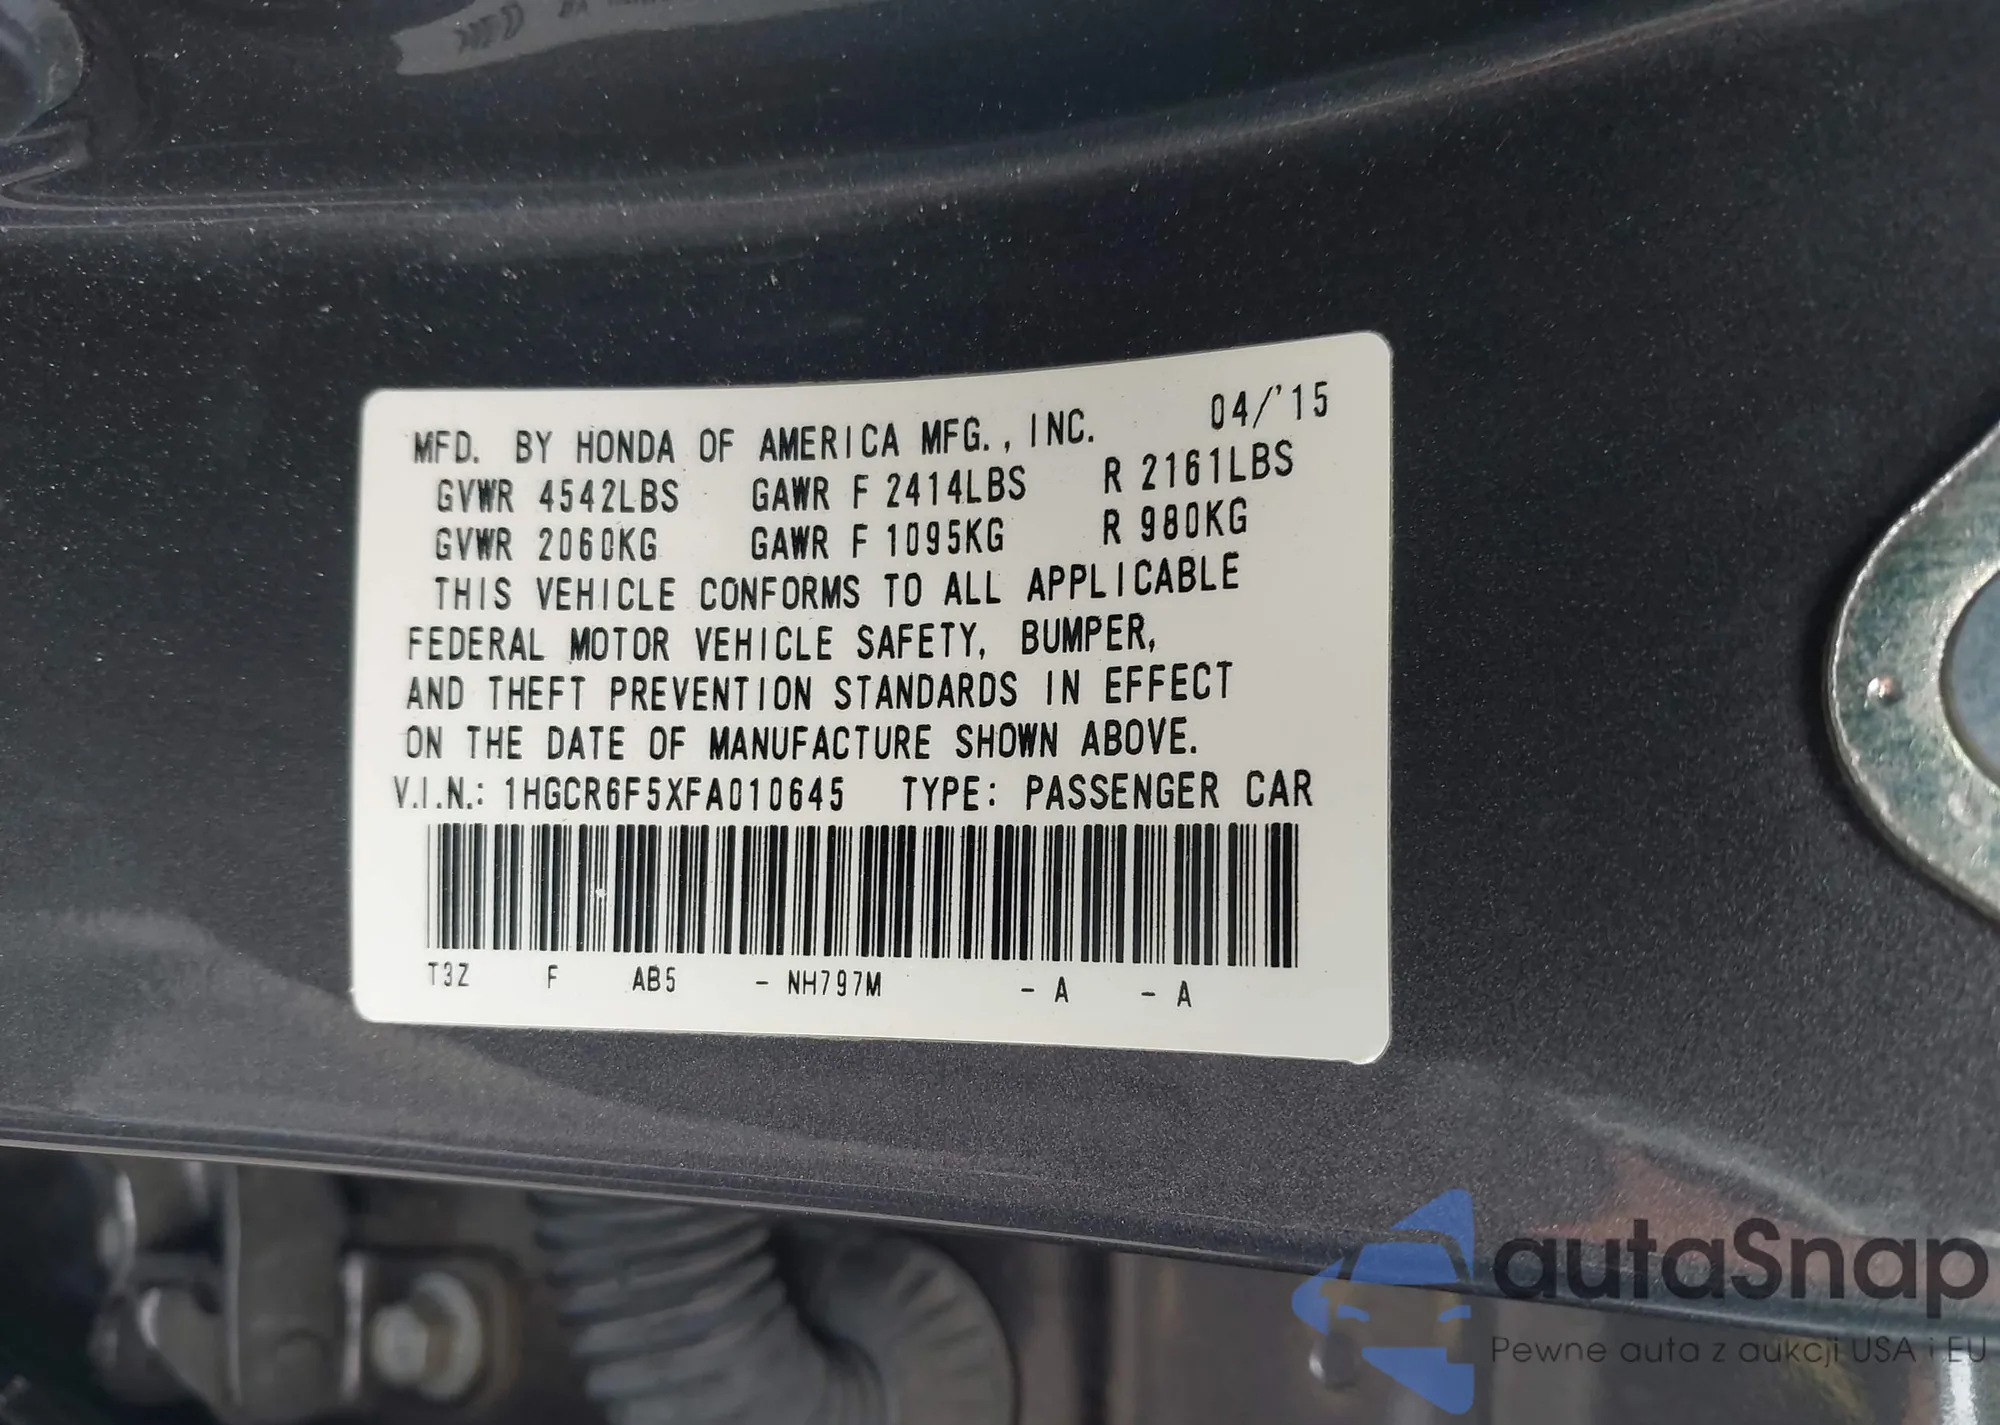 MFD. BY HONDA OF AMERICA MFG., INC. 04/'15
GVWR 4542LBS GAWR F 2414LBS R 2161LBS
GVWR 2060KG GAWR F 1095KG R 980KG
THIS VEHICLE CONFORMS TO ALL APPLICABLE
FEDERAL MOTOR VEHICLE SAFETY, BUMPER,
AND THEFT PREVENTION STANDARDS IN EFFECT
ON THE DATE OF MANUFACTURE SHOWN ABOVE.
V.I.N.: 1HGCR6F5XFA010645 TYPE: PASSENGER CAR
T3Z F AB5 - NH797M - A - A
autaSnap
Pewne auta z aukcji USA i EU